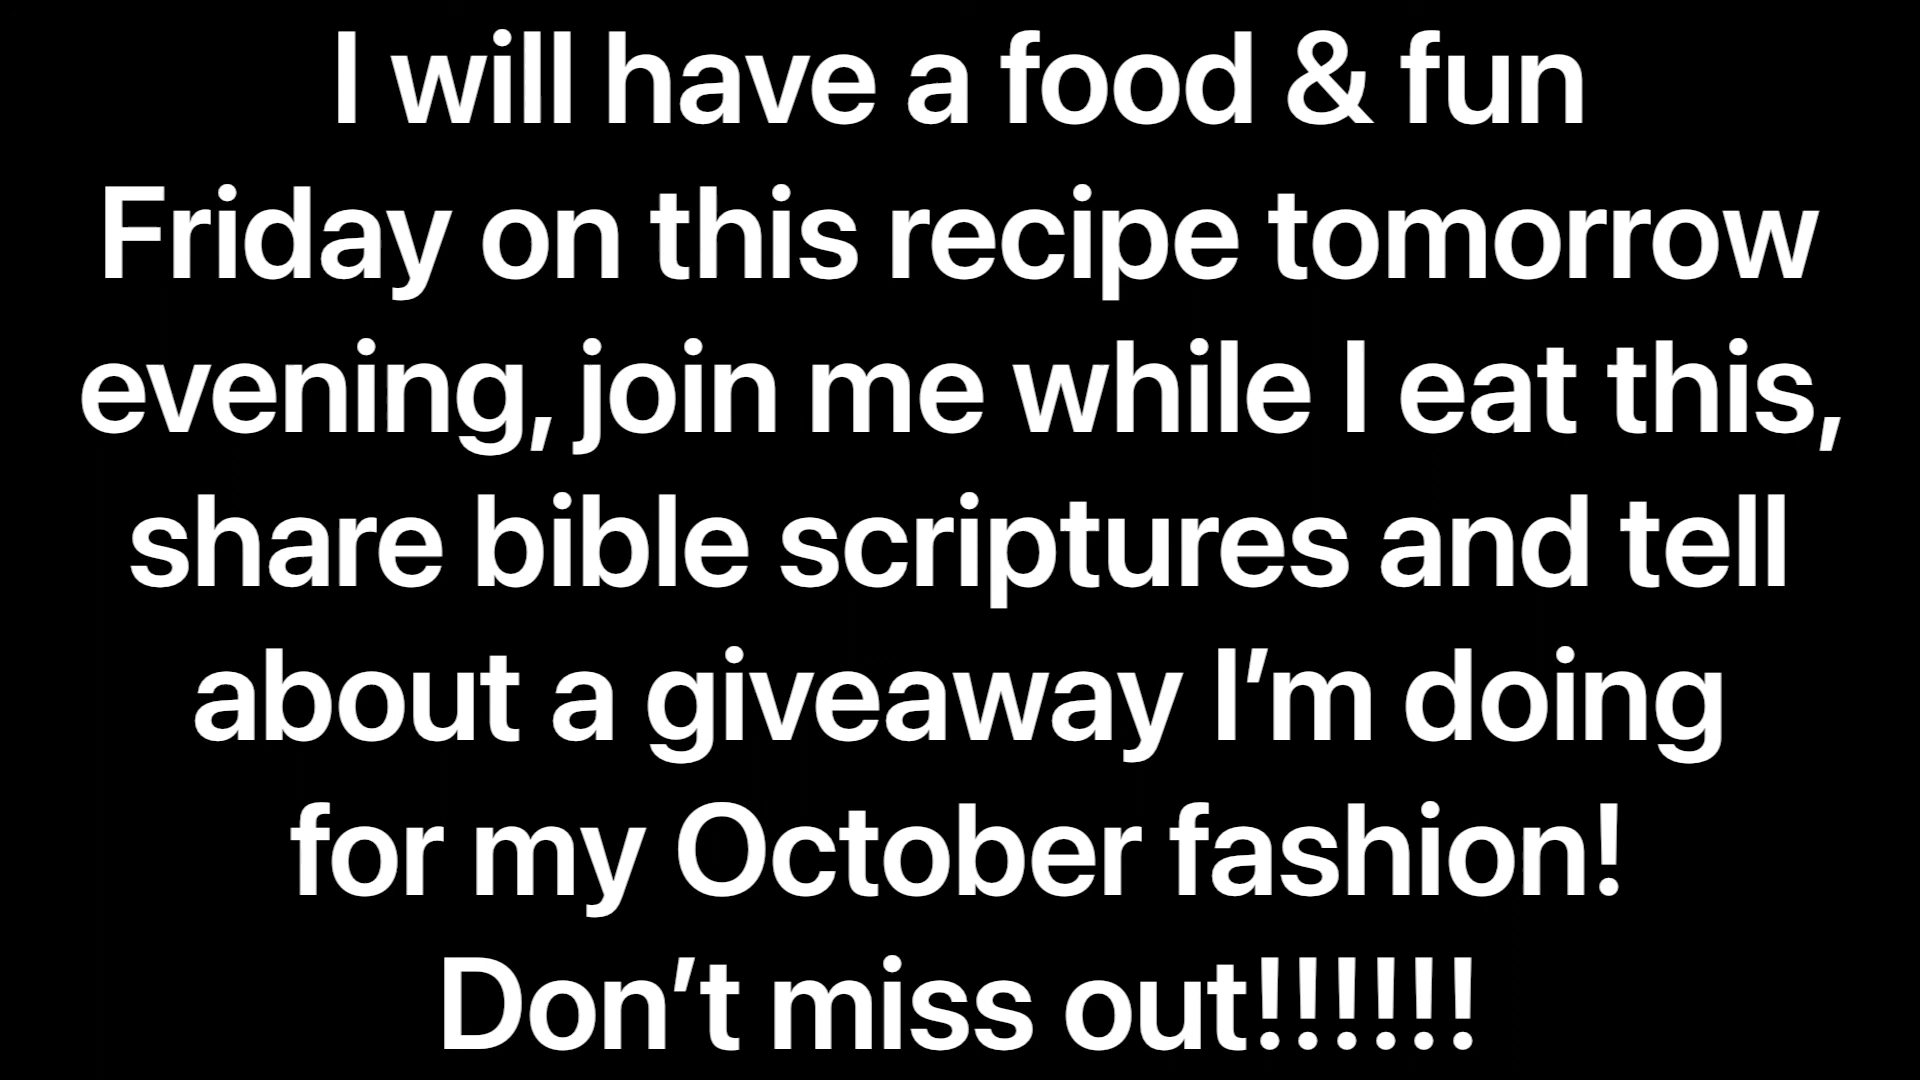 I will have a food & fun
Friday on this recipe tomorrow
evening, join me while I eat this,
share bible scriptures and tell
about a giveaway I’m doing
for my October fashion!
Don’t miss out!!!!!!